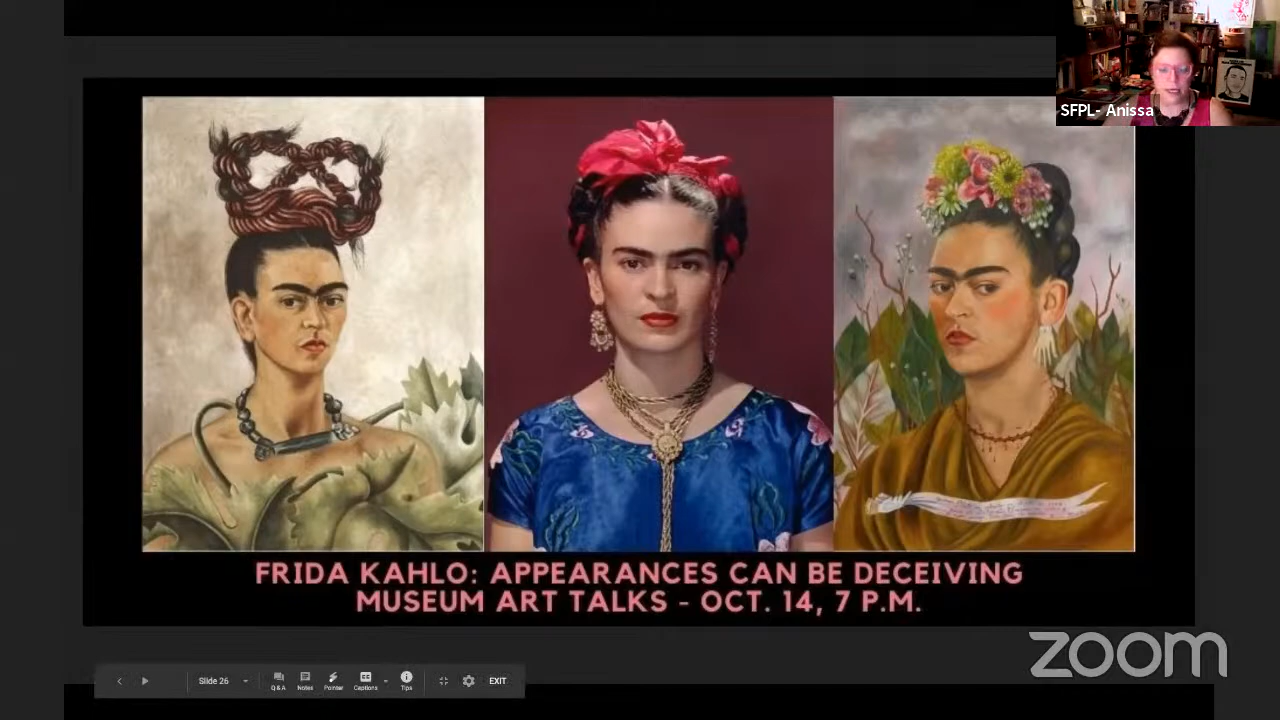 SFPL- Anissa
FRIDA KAHLO: APPEARANCES CAN BE DECEIVING
MUSEUM ART TALKS - OCT. 14, 7 P.M.
zoom
Slide 26
Q & A
Notes
Pointer
Captions
Tips
EXIT